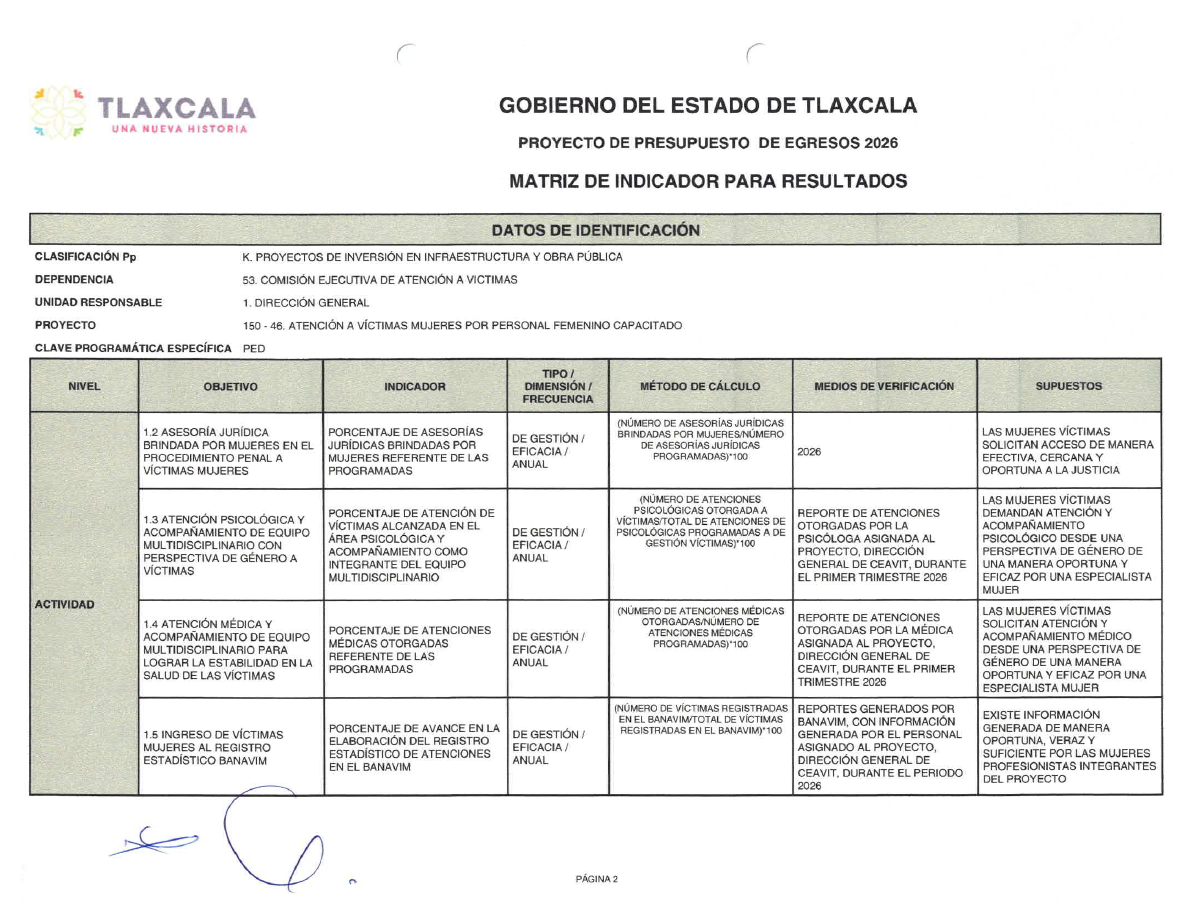 TLAXCALA
UNA NUEVA HISTORIA
GOBIERNO DEL ESTADO DE TLAXCALA
PROYECTO DE PRESUPUESTO DE EGRESOS 2026
MATRIZ DE INDICADOR PARA RESULTADOS
DATOS DE IDENTIFICACIÓN
CLASIFICACIÓN Pp K. PROYECTOS DE INVERSIÓN EN INFRAESTRUCTURA Y OBRA PÚBLICA
DEPENDENCIA 53. COMISIÓN EJECUTIVA DE ATENCIÓN A VICTIMAS
UNIDAD RESPONSABLE 1. DIRECCIÓN GENERAL
PROYECTO 150 - 46. ATENCIÓN A VÍCTIMAS MUJERES POR PERSONAL FEMENINO CAPACITADO
CLAVE PROGRAMÁTICA ESPECÍFICA PED
NIVEL
OBJETIVO
INDICADOR
TIPO /
DIMENSIÓN /
FRECUENCIA
MÉTODO DE CÁLCULO
MEDIOS DE VERIFICACIÓN
SUPUESTOS
ACTIVIDAD
1.2 ASESORÍA JURÍDICA
BRINDADA POR MUJERES EN EL
PROCEDIMIENTO PENAL A
VÍCTIMAS MUJERES
PORCENTAJE DE ASESORÍAS
JURÍDICAS BRINDADAS POR
MUJERES REFERENTE DE LAS
PROGRAMADAS
DE GESTIÓN /
EFICACIA /
ANUAL
(NÚMERO DE ASESORÍAS JURÍDICAS
BRINDADAS POR MUJERES/NÚMERO
DE ASESORÍAS JURÍDICAS
PROGRAMADAS)*100
2026
LAS MUJERES VÍCTIMAS
SOLICITAN ACCESO DE MANERA
EFECTIVA, CERCANA Y
OPORTUNA A LA JUSTICIA
1.3 ATENCIÓN PSICOLÓGICA Y
ACOMPAÑAMIENTO DE EQUIPO
MULTIDISCIPLINARIO CON
PERSPECTIVA DE GÉNERO A
VÍCTIMAS
PORCENTAJE DE ATENCIÓN DE
VÍCTIMAS ALCANZADA EN EL
ÁREA PSICOLÓGICA Y
ACOMPAÑAMIENTO COMO
INTEGRANTE DEL EQUIPO
MULTIDISCIPLINARIO
DE GESTIÓN /
EFICACIA /
ANUAL
(NÚMERO DE ATENCIONES
PSICOLÓGICAS OTORGADA A
VÍCTIMAS/TOTAL DE ATENCIONES DE
PSICOLÓGICAS PROGRAMADAS A DE
GESTIÓN VÍCTIMAS)*100
REPORTE DE ATENCIONES
OTORGADAS POR LA
PSICÓLOGA ASIGNADA AL
PROYECTO, DIRECCIÓN
GENERAL DE CEAVIT, DURANTE
EL PRIMER TRIMESTRE 2026
LAS MUJERES VÍCTIMAS
DEMANDAN ATENCIÓN Y
ACOMPAÑAMIENTO
PSICOLÓGICO DESDE UNA
PERSPECTIVA DE GÉNERO DE
UNA MANERA OPORTUNA Y
EFICAZ POR UNA ESPECIALISTA
MUJER
1.4 ATENCIÓN MÉDICA Y
ACOMPAÑAMIENTO DE EQUIPO
MULTIDISCIPLINARIO PARA
LOGRAR LA ESTABILIDAD EN LA
SALUD DE LAS VÍCTIMAS
PORCENTAJE DE ATENCIONES
MÉDICAS OTORGADAS
REFERENTE DE LAS
PROGRAMADAS
DE GESTIÓN /
EFICACIA /
ANUAL
(NÚMERO DE ATENCIONES MÉDICAS
OTORGADAS/NÚMERO DE
ATENCIONES MÉDICAS
PROGRAMADAS)*100
REPORTE DE ATENCIONES
OTORGADAS POR LA MÉDICA
ASIGNADA AL PROYECTO,
DIRECCIÓN GENERAL DE
CEAVIT, DURANTE EL PRIMER
TRIMESTRE 2026
LAS MUJERES VÍCTIMAS
SOLICITAN ATENCIÓN Y
ACOMPAÑAMIENTO MÉDICO
DESDE UNA PERSPECTIVA DE
GÉNERO DE UNA MANERA
OPORTUNA Y EFICAZ POR UNA
ESPECIALISTA MUJER
1.5 INGRESO DE VÍCTIMAS
MUJERES AL REGISTRO
ESTADÍSTICO BANAVIM
PORCENTAJE DE AVANCE EN LA
ELABORACIÓN DEL REGISTRO
ESTADÍSTICO DE ATENCIONES
EN EL BANAVIM
DE GESTIÓN /
EFICACIA /
ANUAL
(NÚMERO DE VÍCTIMAS REGISTRADAS
EN EL BANAVIM/TOTAL DE VÍCTIMAS
REGISTRADAS EN EL BANAVIM)*100
REPORTES GENERADOS POR
BANAVIM, CON INFORMACIÓN
GENERADA POR EL PERSONAL
ASIGNADO AL PROYECTO,
DIRECCIÓN GENERAL DE
CEAVIT, DURANTE EL PERIODO
2026
EXISTE INFORMACIÓN
GENERADA DE MANERA
OPORTUNA, VERAZ Y
SUFICIENTE POR LAS MUJERES
PROFESIONISTAS INTEGRANTES
DEL PROYECTO
PÁGINA 2